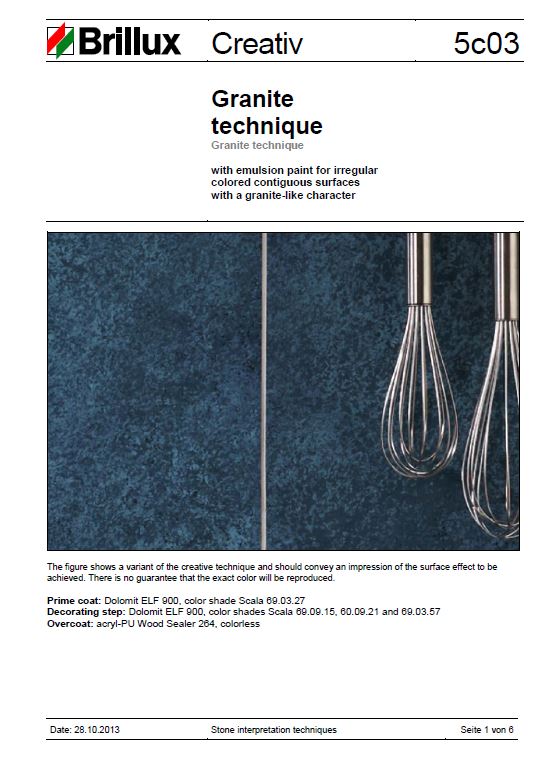 Brillux Creativ 5c03
Granite
technique
Granite technique
with emulsion paint for irregular
colored contiguous surfaces
with a granite-like character
The figure shows a variant of the creative technique and should convey an impression of the surface effect to be
achieved. There is no guarantee that the exact color will be reproduced.
Prime coat: Dolomit ELF 900, color shade Scala 69.03.27
Decorating step: Dolomit ELF 900, color shades Scala 69.09.15, 60.09.21 and 69.03.57
Overcoat: acryl-PU Wood Sealer 264, colorless
Date: 28.10.2013 Stone interpretation techniques Seite 1 von 6